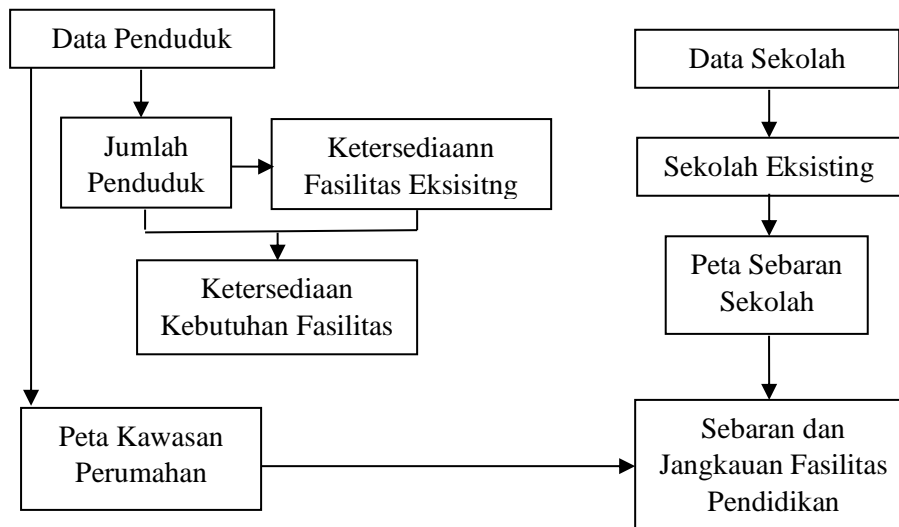 Data Penduduk
Data Sekolah
Jumlah
Penduduk
Ketersediaann
Fasilitas Eksisitng
Sekolah Eksisting
Ketersediaan
Kebutuhan Fasilitas
Peta Sebaran
Sekolah
Peta Kawasan
Perumahan
Sebaran dan
Jangkauan Fasilitas
Pendidikan